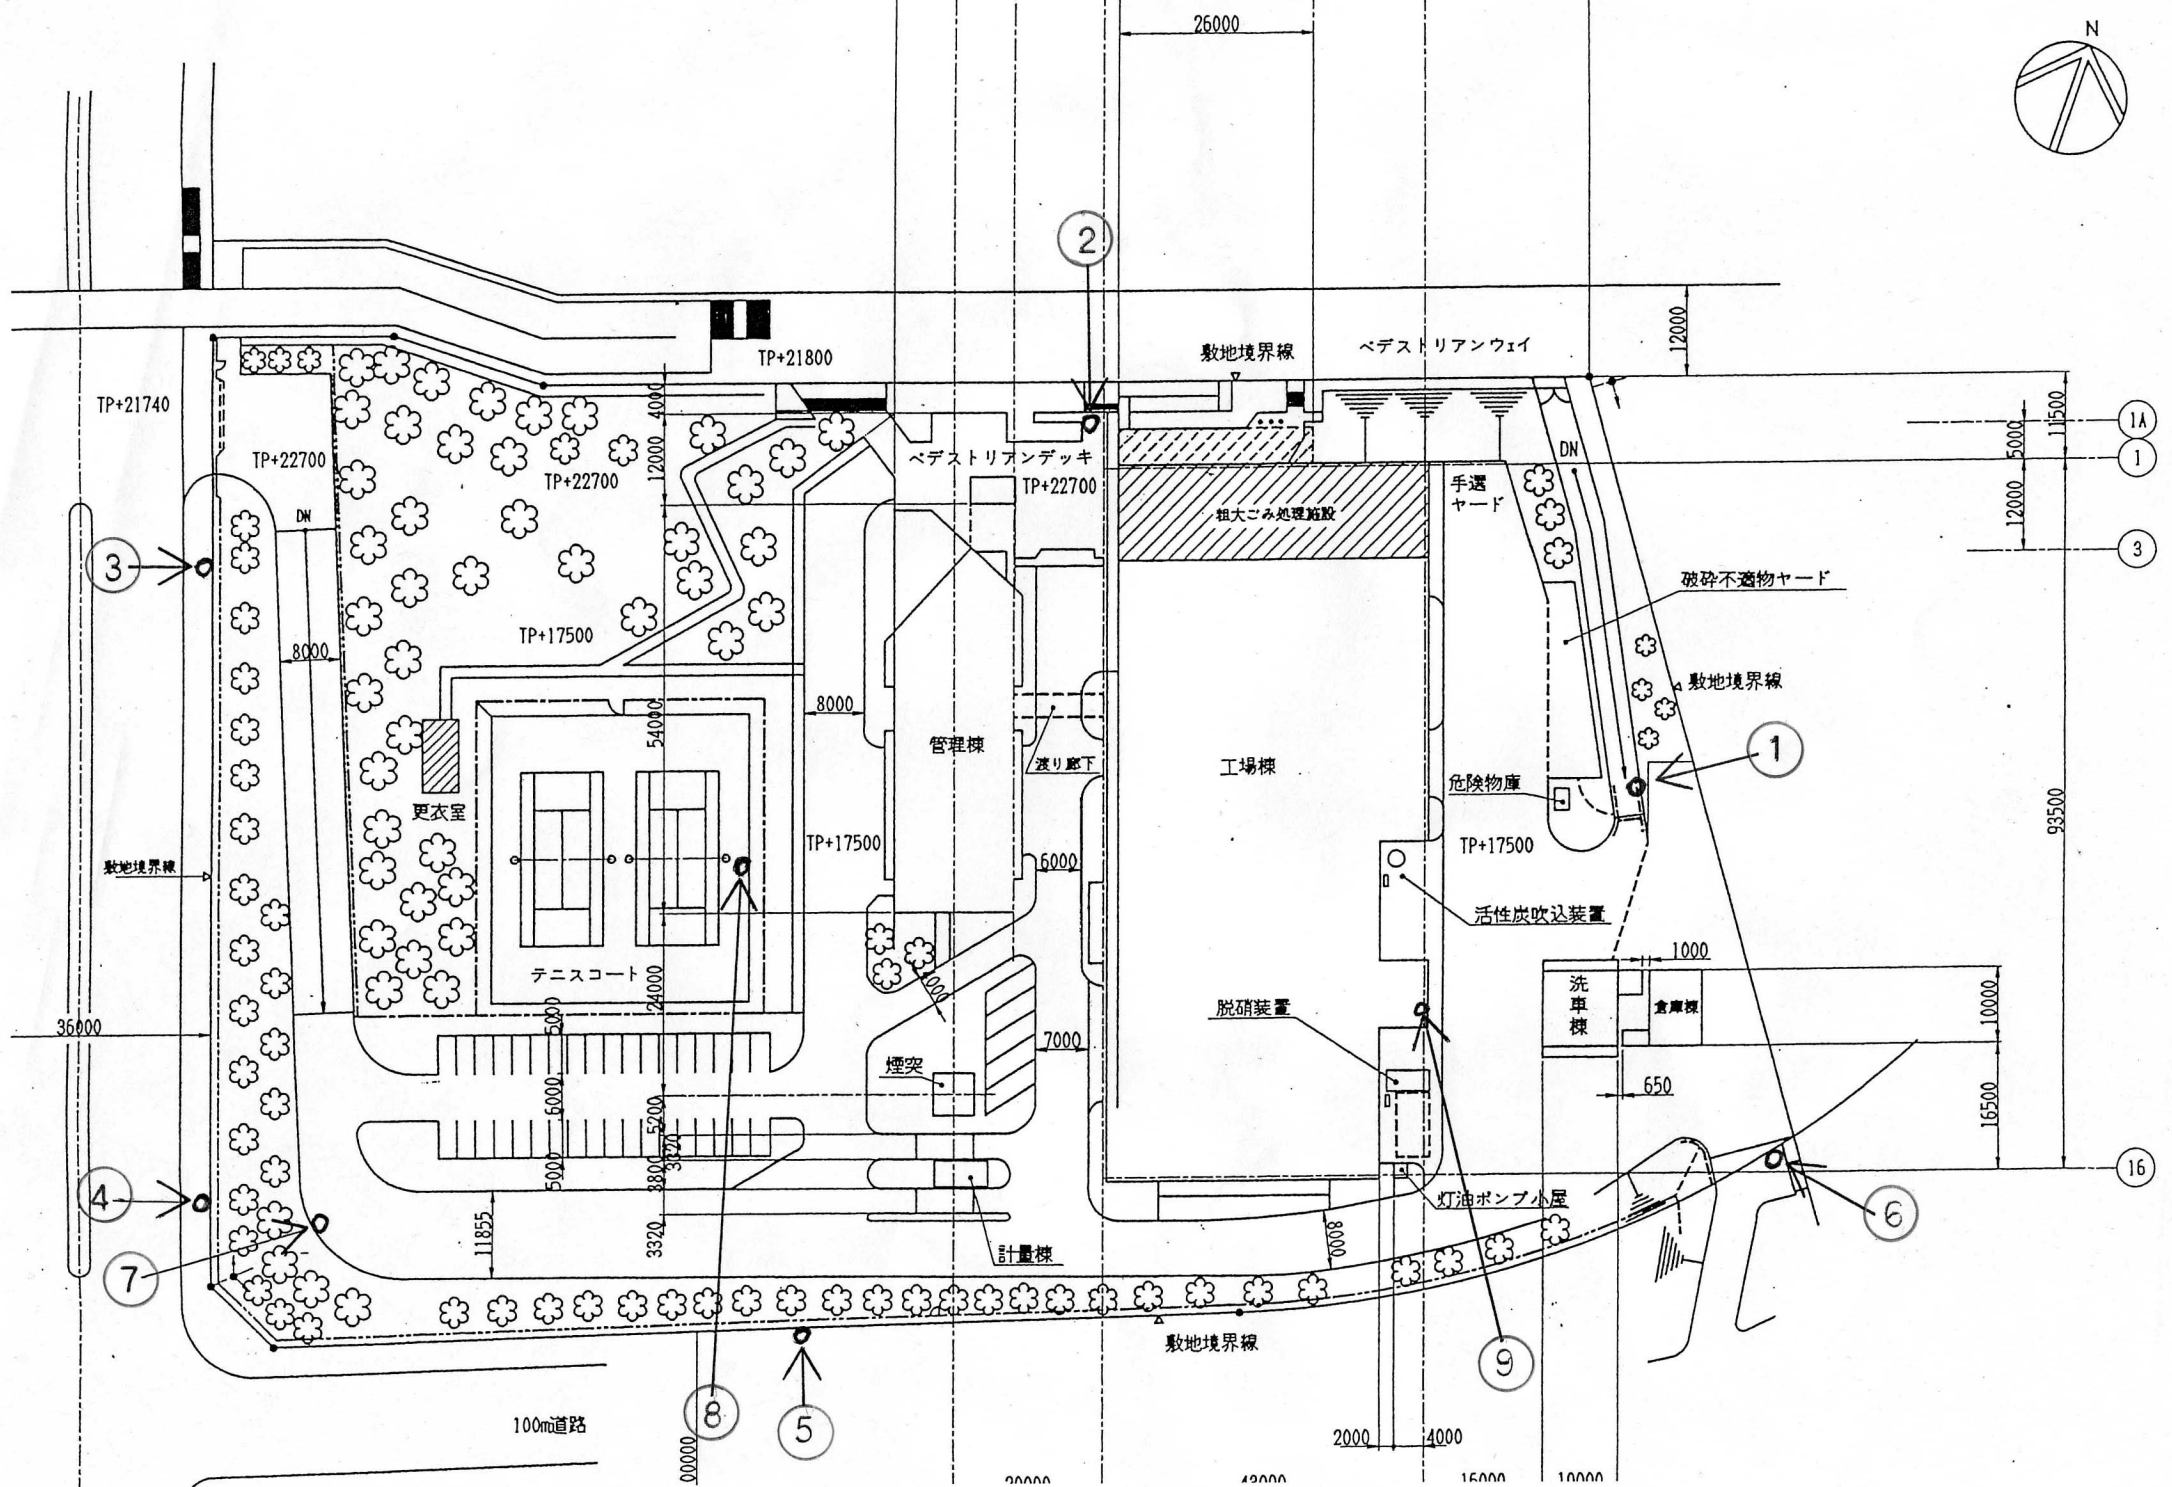 26000
N
2
12000
TP+21800
敷地境界線
ペデストリアンウェイ
TP+21740
4000
11500
1A
5000
1
TP+22700
TP+22700
12000
ペデストリアンデッキ
TP+22700
DN
手選
ヤード
粗大ごみ処理施設
12000
3
DN
3
破砕不適物ヤード
TP+17500
8000
敷地境界線
8000
54000
管理棟
渡り廊下
工場棟
1
危険物庫
更衣室
93500
TP+17500
6000
TP+17500
敷地境界線
活性炭吹込装置
テニスコート
1000
24000
洗車棟
倉庫棟
10000
36000
5000
脱硝装置
7000
煙突
6000
650
5200
16500
3320
5000
3800
16
4
灯油ポンプ小屋
6
11855
3320
8000
7
計量棟
敷地境界線
9
8
5
100m道路
2000
4000